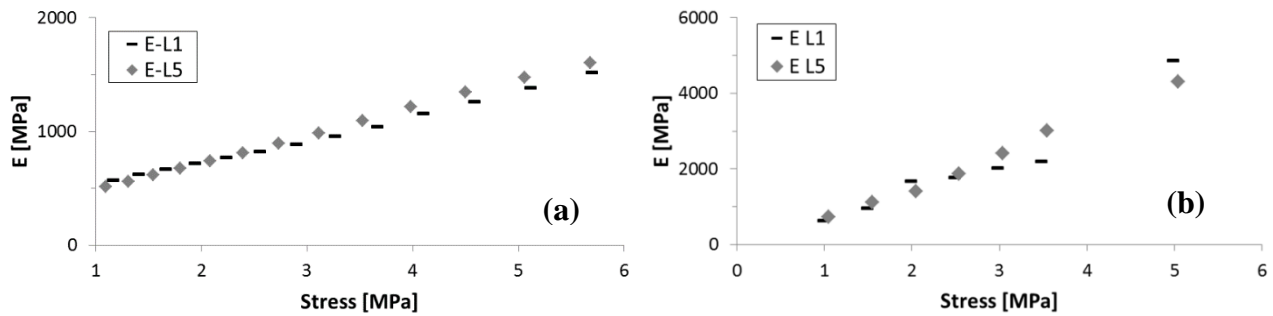 2000
1000
0
E [MPa]
E-L1
E-L5
(a)
1 2 3 4 5 6
Stress [MPa]
6000
4000
2000
0
E [MPa]
E L1
E L5
(b)
0 1 2 3 4 5 6
Stress [MPa]